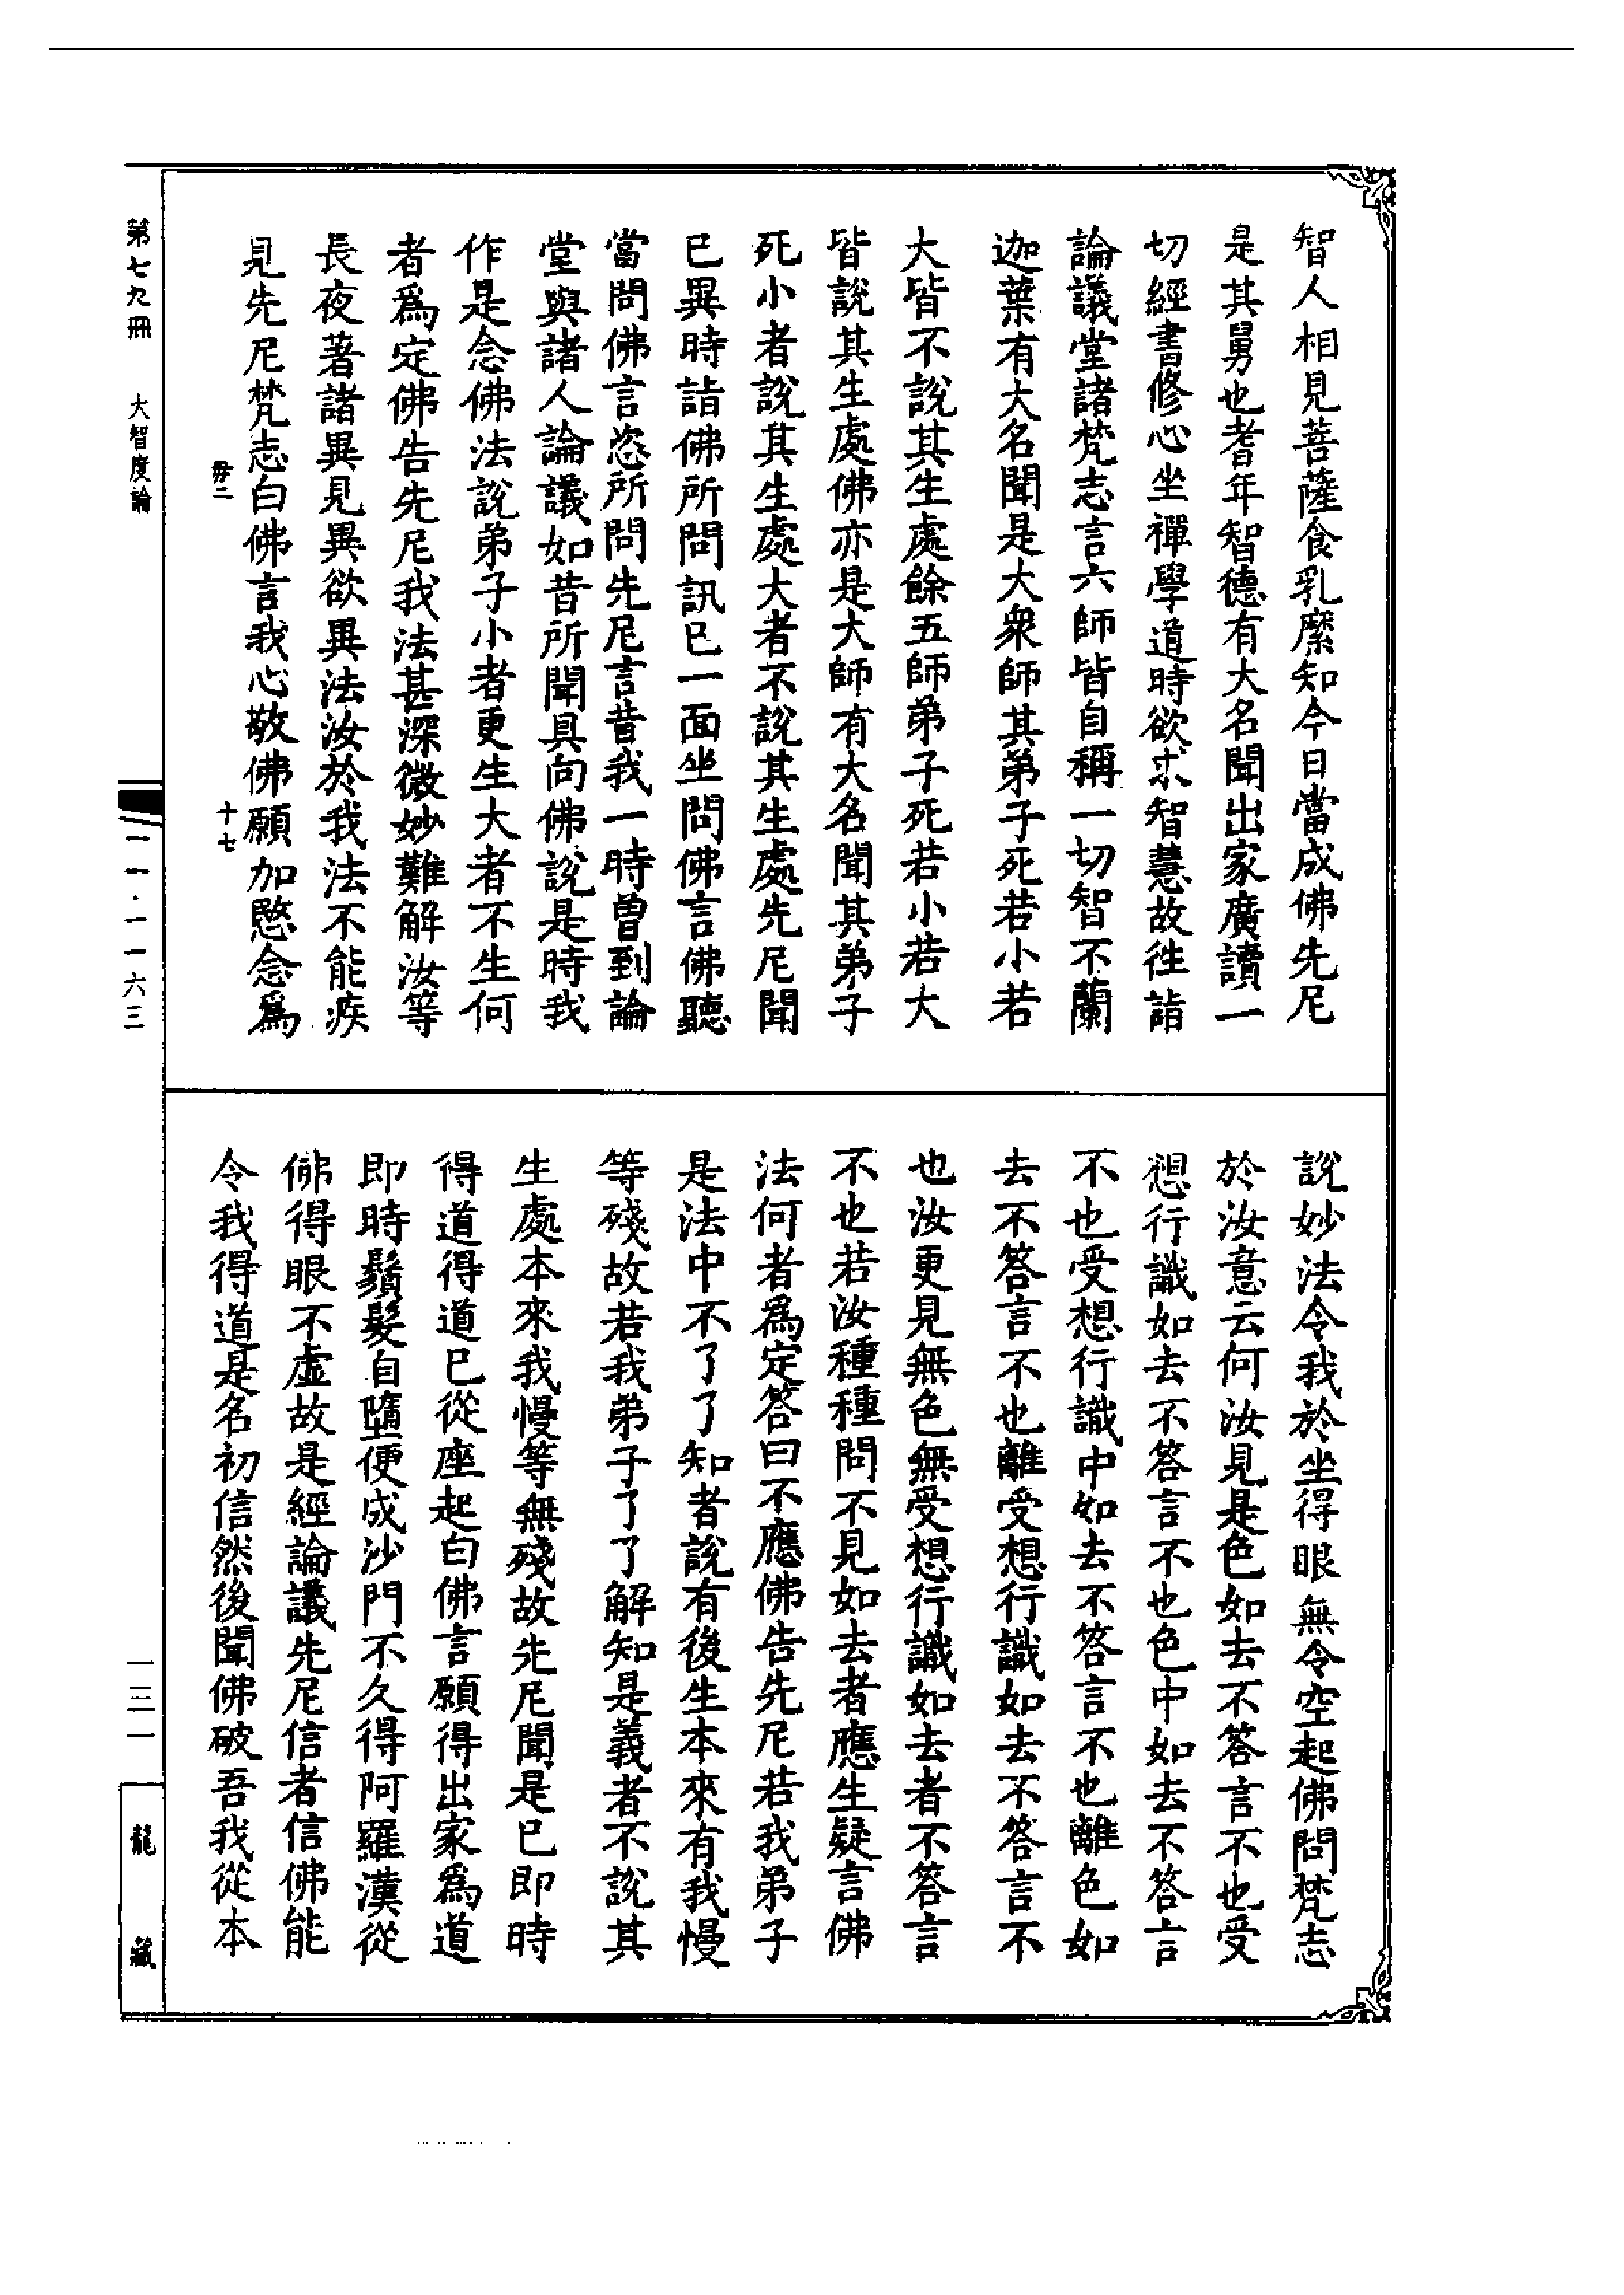 智人相見菩薩食乳糜知今日當成佛先尼
是其舅也耆年智德有大名聞出家廣讀一
切經書修心坐禪學道時欲求智慧故徃詣
論議堂諸梵志言六師皆自稱一切智不蘭
迦葉有大名聞是大衆師其弟子死若小若
大皆不說其生處餘五師弟子死若小若大
皆說其生處佛亦是大師有大名聞其弟子
死小者說其生處大者不說其生處先尼聞
已異時詣佛所問訊已一面坐問佛言佛聽
當問佛言恣所問先尼言昔我一時曾到論
堂與諸人論議如昔所聞具向佛說是時我
作是念佛法說弟子小者更生大者不生何
者爲定佛告先尼我法甚深微妙難解汝等
長夜著諸異見異欲異法汝於我法不能疾
見先尼梵志白佛言我心敬佛願加愍念爲
毋二
十七
說妙法令我於坐得眼無令空起佛問梵志
於汝意云何汝見是色如去不答言不也受
想行識如去不答言不也色中如去不答言
不也受想行識中如去不答言不也離色如
去不答言不也離受想行識如去不答言不
也汝更見無色無受想行識如去者不答言
不也若汝種種問不見如去者應生疑言佛
法何者爲定答曰不應佛告先尼若我弟子
是法中不了了知者說有後生本來有我慢
等殘故若我弟子了了解知是義者不說其
生處本來我慢等無殘故先尼聞是已即時
得道得道已從座起白佛言願得出家爲道
即時鬚髮自墮便成沙門不久得阿羅漢從
佛得眼不虛故是經論議先尼信者信佛能
令我得道是名初信然後聞佛破吾我從本
第七九冊
大智度論
一一·一一六三
一三一
龍藏